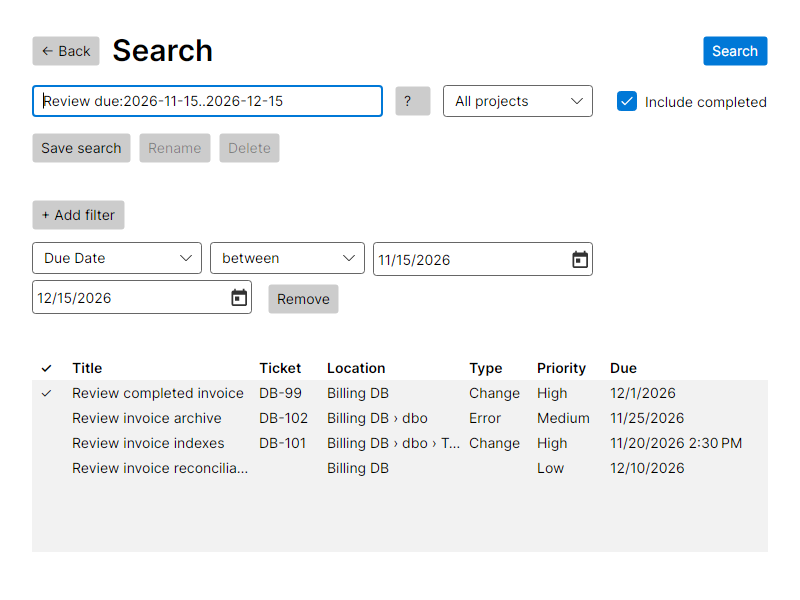 ← Back Search Search
Review due:2026-11-15..2026-12-15 ? All projects Include completed
Save search Rename Delete
+ Add filter
Due Date between 11/15/2026
12/15/2026 Remove
✓ Title Ticket Location Type Priority Due
✓ Review completed invoice DB-99 Billing DB Change High 12/1/2026
Review invoice archive DB-102 Billing DB › dbo Error Medium 11/25/2026
Review invoice indexes DB-101 Billing DB › dbo › T... Change High 11/20/2026 2:30 PM
Review invoice reconcilia... Billing DB Low 12/10/2026